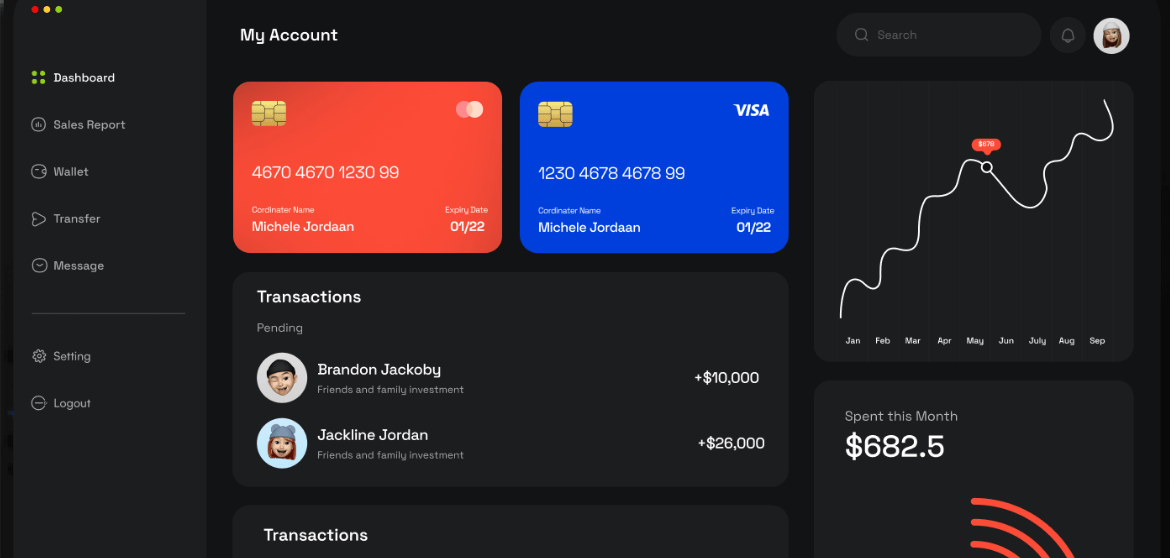 My Account
Search
Dashboard
Sales Report
Wallet
Transfer
Message
Setting
Logout
4670 4670 1230 99
Cordinater Name
Expiry Date
Michele Jordaan
01/22
VISA
1230 4678 4678 99
Cordinater Name
Expiry Date
Michele Jordaan
01/22
$678
Jan Feb Mar Apr May Jun July Aug Sep
Transactions
Pending
Brandon Jackoby
Friends and family investment
+$10,000
Jackline Jordan
Friends and family investment
+$26,000
Spent this Month
$682.5
Transactions